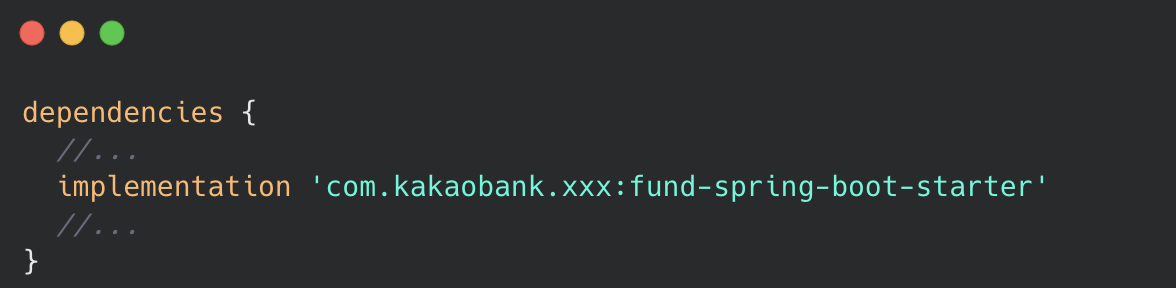 dependencies {
  //...
  implementation 'com.kakaobank.xxx:fund-spring-boot-starter'
  //...
}